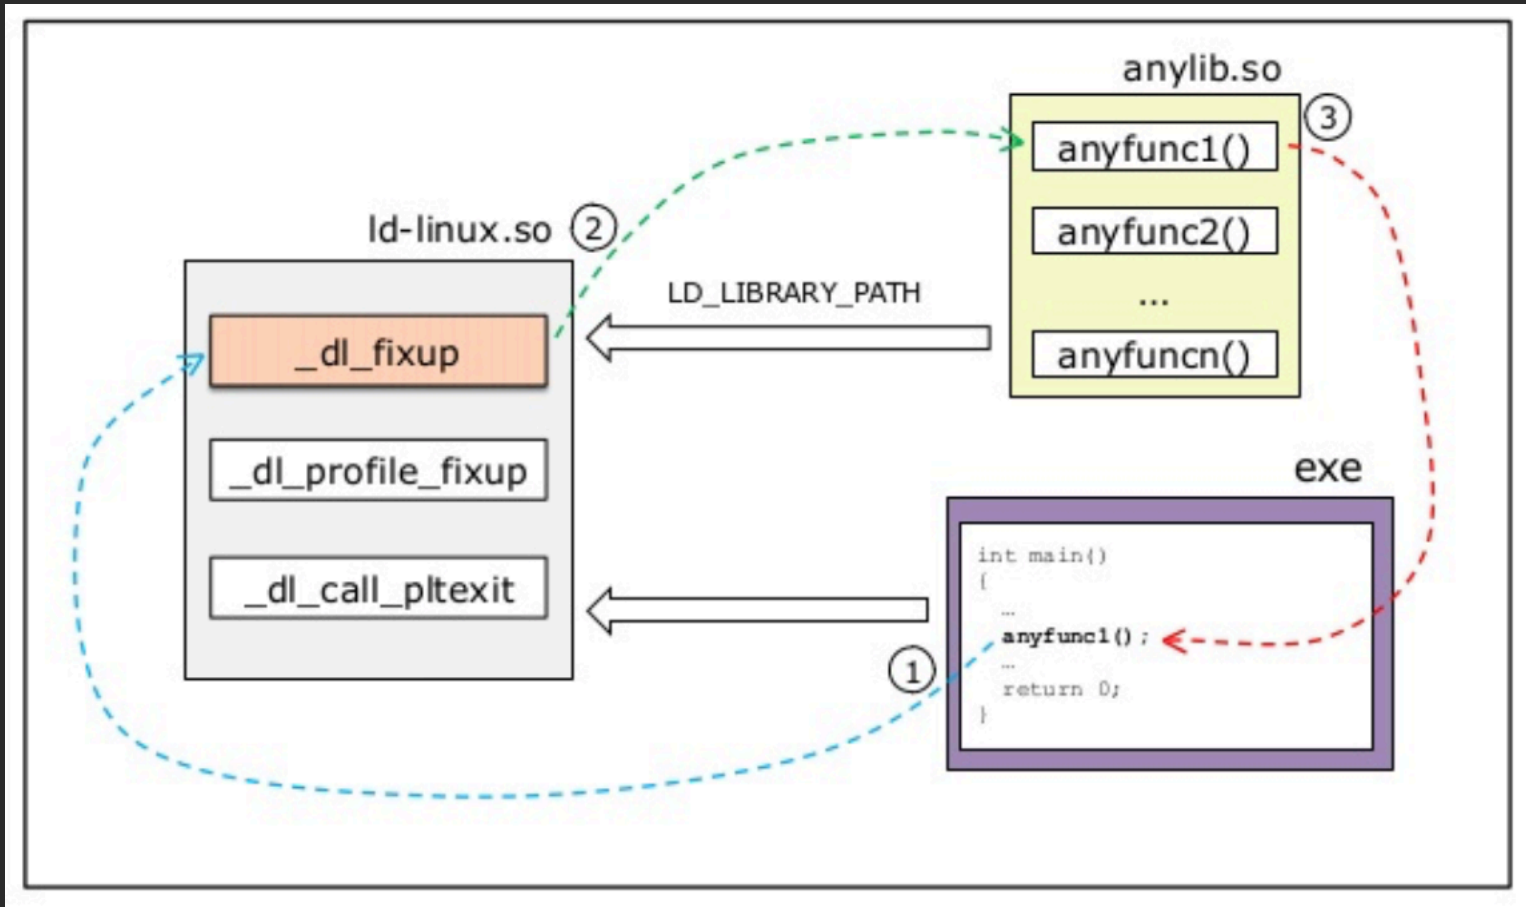 anylib.so
3
anyfunc1()
ld-linux.so
2
anyfunc2()
LD_LIBRARY_PATH
...
_dl_fixup
anyfuncn()
_dl_profile_fixup
exe
int main()
{
...
_dl_call_pltexit
anyfunc1();
1
...
return 0;
}